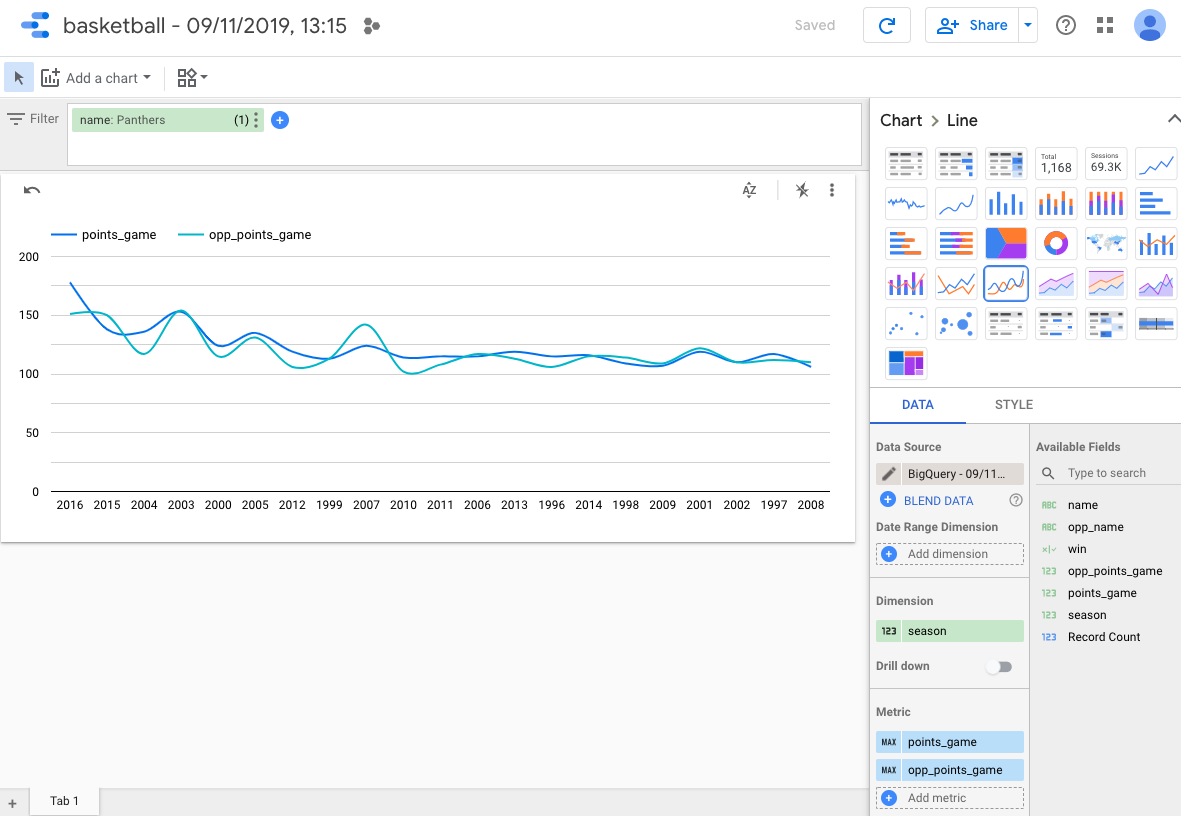 basketball - 09/11/2019, 13:15
Saved
Share
Add a chart
Filter
name: Panthers (1)
Chart > Line
Total
1,168
Sessions
69.3K
AZ
points_game opp_points_game
200
150
100
50
0
2016 2015 2004 2003 2000 2005 2012 1999 2007 2010 2011 2006 2013 1996 2014 1998 2009 2001 2002 1997 2008
DATA STYLE
Data Source
BigQuery - 09/11...
BLEND DATA
Date Range Dimension
Add dimension
Dimension
123 season
Drill down
Metric
MAX points_game
MAX opp_points_game
Add metric
Available Fields
Type to search
ABC name
ABC opp_name
win
123 opp_points_game
123 points_game
123 season
123 Record Count
+ Tab 1